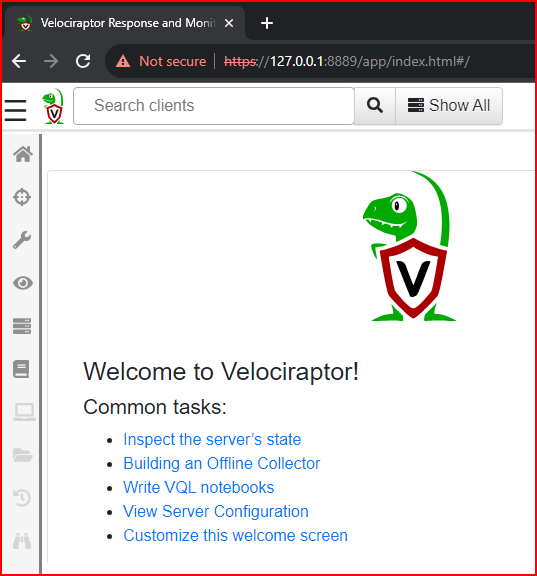 Velociraptor Response and Monit
Not secure https://127.0.0.1:8889/app/index.html#/
Search clients Show All
V
V
Welcome to Velociraptor!
Common tasks:
Inspect the server's state
Building an Offline Collector
Write VQL notebooks
View Server Configuration
Customize this welcome screen